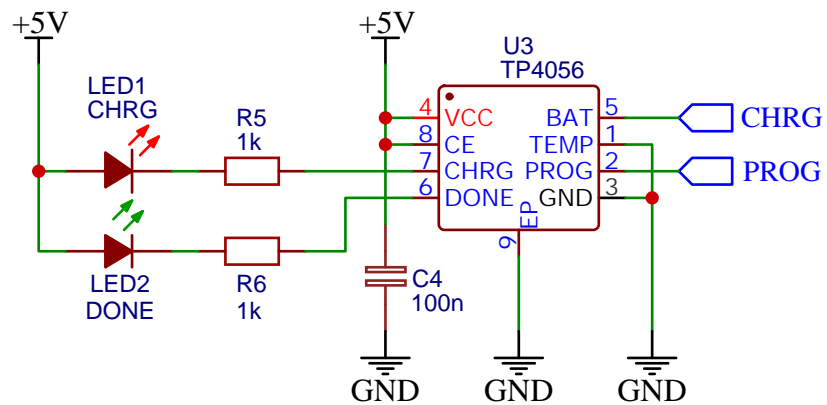 +5V
LED1
CHRG
R5
1k
LED2
DONE
R6
1k
+5V
C4
100n
GND
U3
TP4056
4 VCC
8 CE
7 CHRG
6 DONE
BAT 5
TEMP 1
PROG 2
GND 3
EP 9
GND
GND
CHRG
PROG